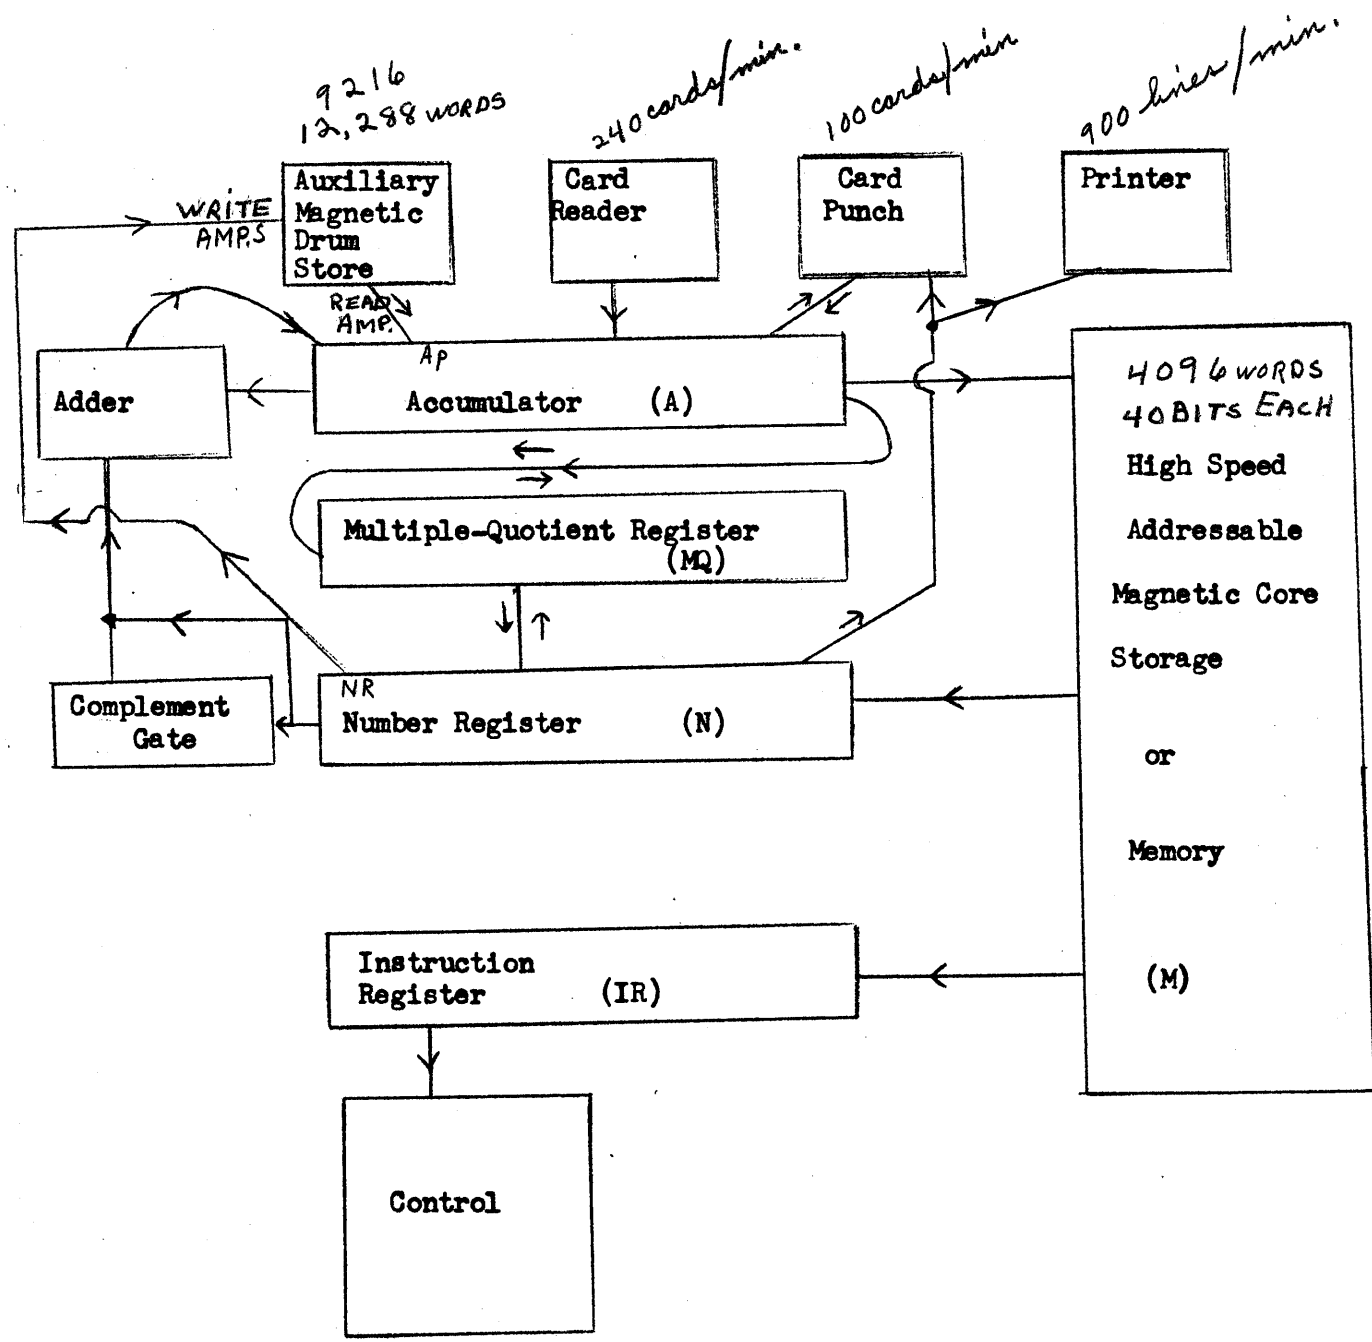 9216
12,288 WORDS
240 cards/min.
100 cards/min
900 lines/min.
WRITE
AMPS
Auxiliary
Magnetic
Drum
Store
Card
Reader
Card
Punch
Printer
READ
AMP.
Adder
Ap
Accumulator (A)
4096 WORDS
40 BITS EACH
High Speed
Addressable
Magnetic Core
Storage
or
Memory
(M)
Multiple-Quotient Register
(MQ)
Complement
Gate
NR
Number Register (N)
Instruction
Register (IR)
Control